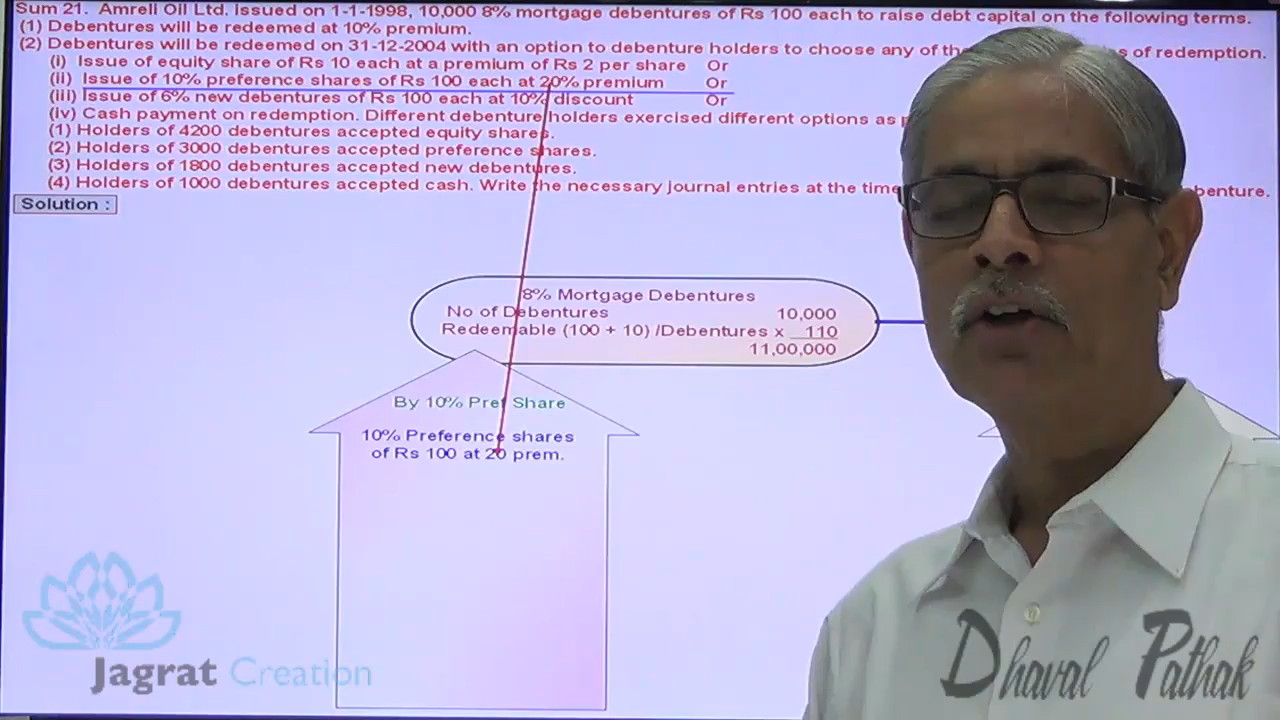 Sum 21. Amreli Oil Ltd. issued on 1-1-1998, 10,000 8% mortgage debentures of Rs 100 each to raise debt capital on the following terms.
(1) Debentures will be redeemed at 10% premium.
(2) Debentures will be redeemed on 31-12-2004 with an option to debenture holders to choose any of the s of redemption.
(i) Issue of equity share of Rs 10 each at a premium of Rs 2 per share Or
(ii) Issue of 10% preference shares of Rs 100 each at 20% premium Or
(iii) Issue of 6% new debentures of Rs 100 each at 10% discount Or
(iv) Cash payment on redemption. Different debenture holders exercised different options as
(1) Holders of 4200 debentures accepted equity shares.
(2) Holders of 3000 debentures accepted preference shares.
(3) Holders of 1800 debentures accepted new debentures.
(4) Holders of 1000 debentures accepted cash. Write the necessary journal entries at the time benture.
Solution :
8% Mortgage Debentures
No of Debentures 10,000
Redeemable (100 + 10) /Debentures x 110
11,00,000
By 10% Pref Share
10% Preference shares
of Rs 100 at 20 prem.
Jagrat Creation
Dhaval Pathak